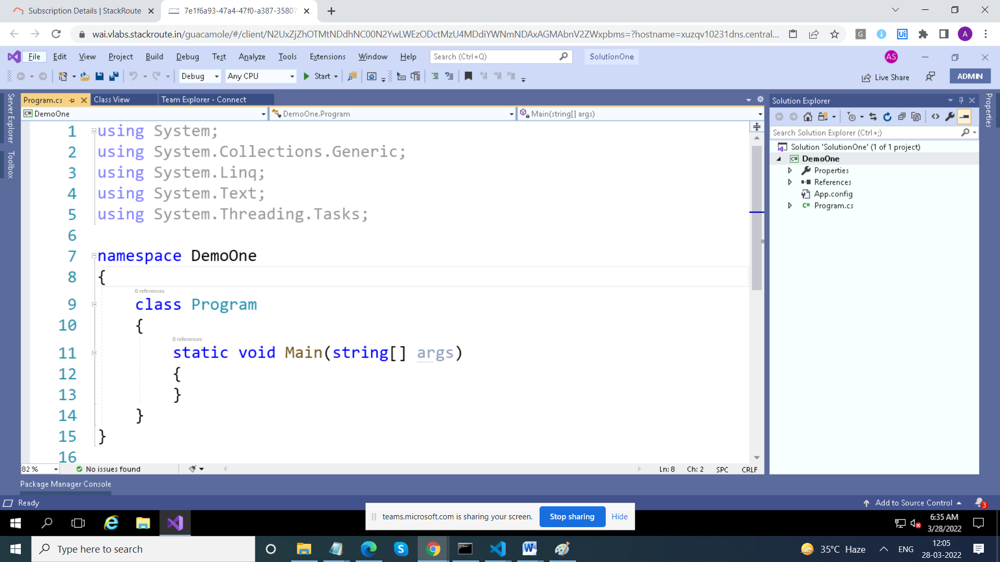 Subscription Details | StackRoute
7e1f6a93-47a4-47f0-a387-35807
wai.vlabs.stackroute.in/guacamole/#/client/N2UxZjZhOTMtNDdhNC00N2YwLWEzODctMzU4MDdiYWNmNDAxAGMAbnV2ZWxpbms=?hostname=xuzqv10231dns.central...
G
Ui
A
File Edit View Project Build Debug Test Analyze Tools Extensions Window Help Search (Ctrl+Q) SolutionOne AS
Debug Any CPU Start Live Share ADMIN
Server Explorer
Toolbox
Program.cs Class View Team Explorer - Connect
DemoOne DemoOne.Program Main(string[] args)
1 using System;
2 using System.Collections.Generic;
3 using System.Linq;
4 using System.Text;
5 using System.Threading.Tasks;
6
7 namespace DemoOne
8 {
0 references
9 class Program
10 {
0 references
11 static void Main(string[] args)
12 {
13 }
14 }
15 }
16
82 % No issues found Ln: 8 Ch: 2 SPC CRLF
Solution Explorer
Search Solution Explorer (Ctrl+;)
Solution 'SolutionOne' (1 of 1 project)
C# DemoOne
Properties
References
App.config
C# Program.cs
Properties
Package Manager Console
Ready Add to Source Control 3
teams.microsoft.com is sharing your screen. Stop sharing Hide
6:35 AM
3/28/2022
Type here to search
35°C Haze ENG
12:05
28-03-2022